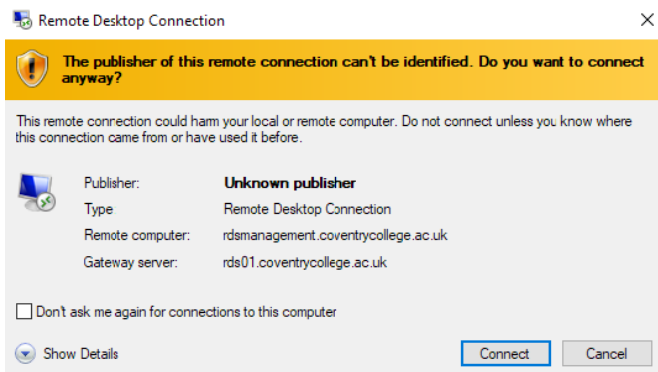 Remote Desktop Connection
The publisher of this remote connection can't be identified. Do you want to connect
anyway?
This remote connection could harm your local or remote computer. Do not connect unless you know where
this connection came from or have used it before.
Publisher: Unknown publisher
Type Remote Desktop Connection
Remote computer: rdsmanagement.coventrycollege.ac.uk
Gateway server: rds01.coventrycollege.ac.uk
Don't ask me again for connections to this computer
Show Details Connect Cancel